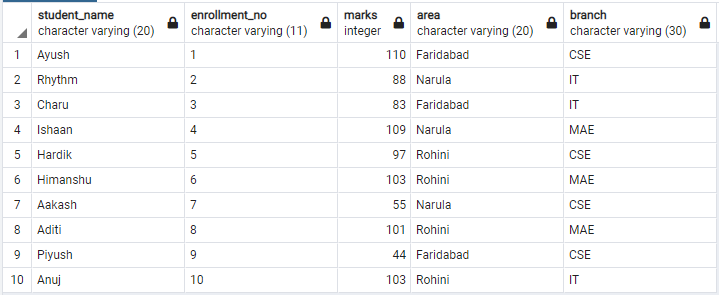 student_name enrollment_no marks area branch
character varying (20) character varying (11) integer character varying (20) character varying (30)
1 Ayush 1 110 Faridabad CSE
2 Rhythm 2 88 Narula IT
3 Charu 3 83 Faridabad IT
4 Ishaan 4 109 Narula MAE
5 Hardik 5 97 Rohini CSE
6 Himanshu 6 103 Rohini MAE
7 Aakash 7 55 Narula CSE
8 Aditi 8 101 Rohini MAE
9 Piyush 9 44 Faridabad CSE
10 Anuj 10 103 Rohini IT